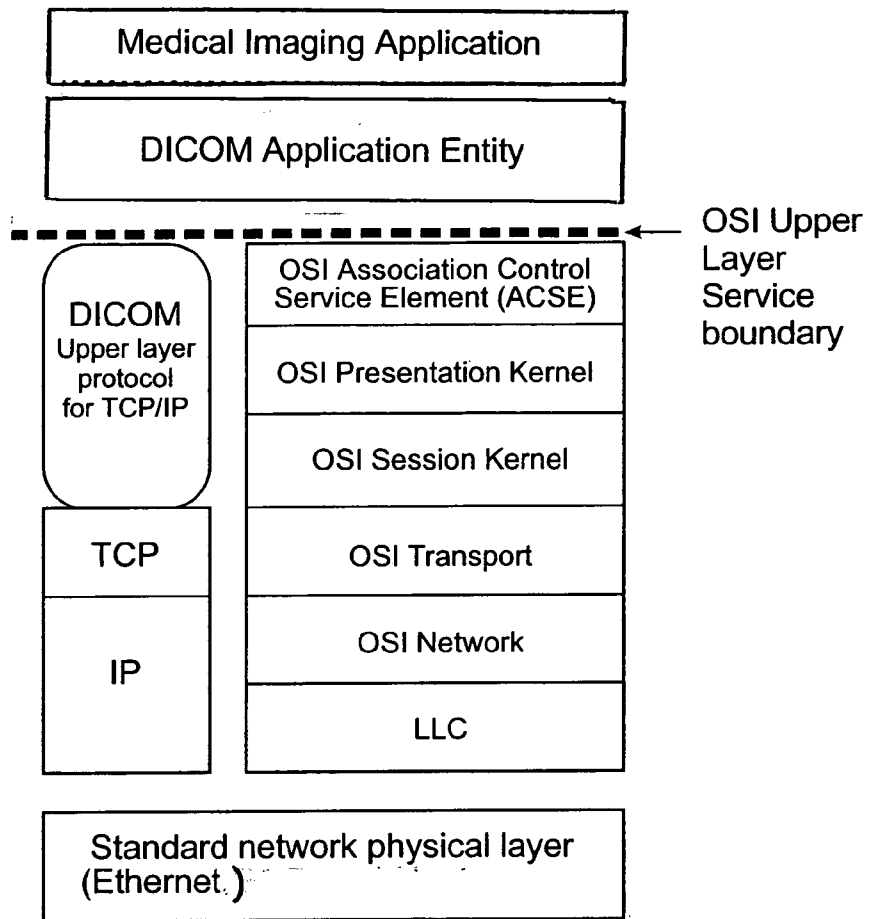 Medical Imaging Application
DICOM Application Entity
OSI Upper
Layer
Service
boundary
DICOM
Upper layer
protocol
for TCP/IP
TCP
IP
OSI Association Control
Service Element (ACSE)
OSI Presentation Kernel
OSI Session Kernel
OSI Transport
OSI Network
LLC
Standard network physical layer
(Ethernet.)